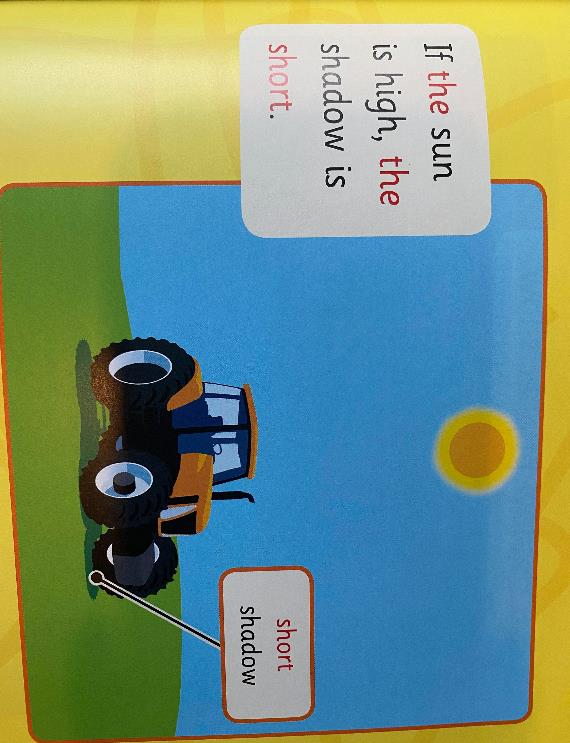 If the sun
is high, the
shadow is
short.
short
shadow